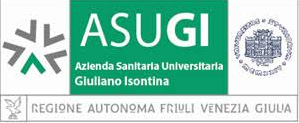 ASUGI
Azienda Sanitaria Universitaria
Giuliano Isontina
REGIONE AUTONOMA FRIULI VENEZIA GIULIA